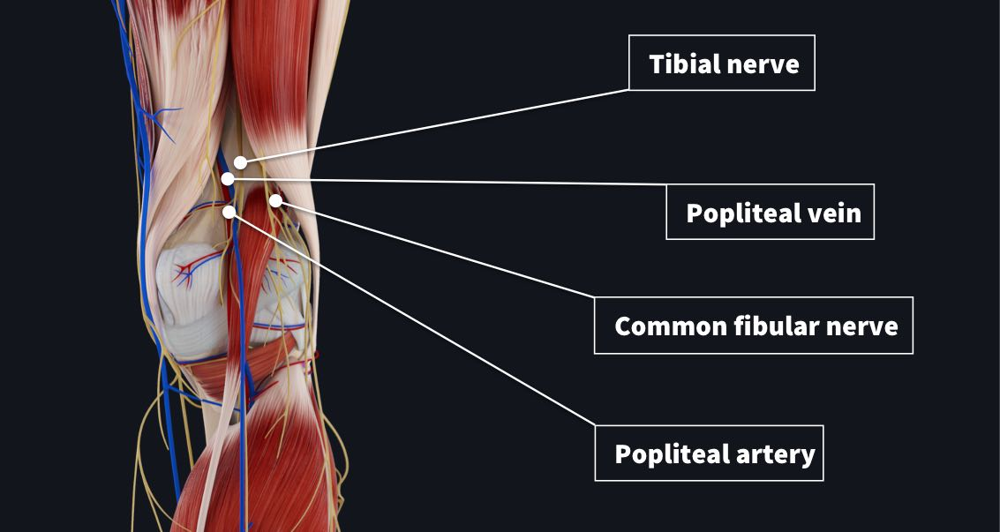 Tibial nerve
Popliteal vein
Common fibular nerve
Popliteal artery